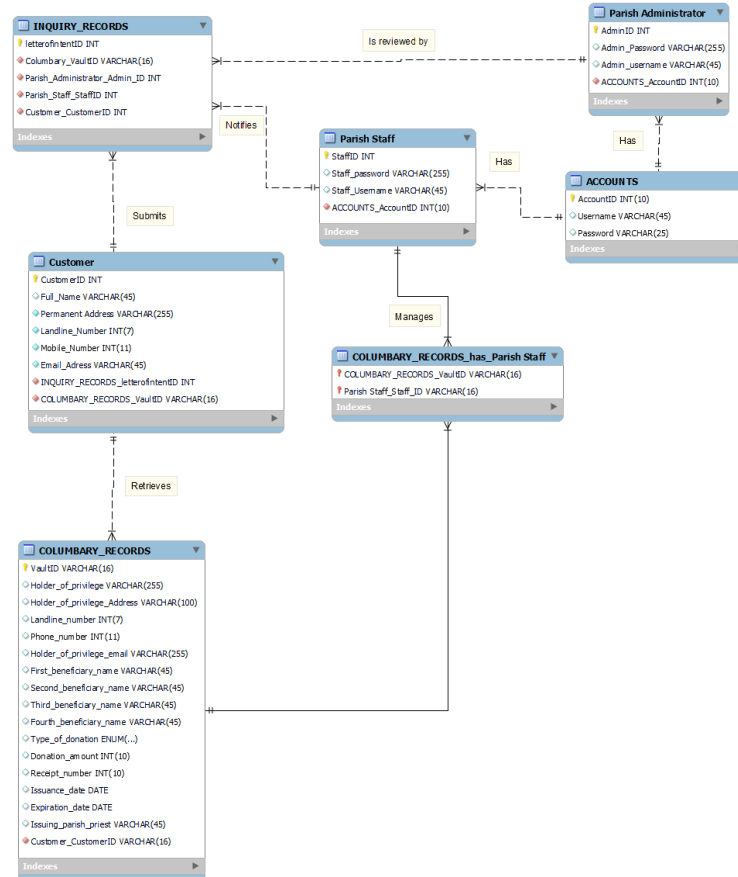 INQUIRY_RECORDS
letterofintentID INT
Columbary_VaultID VARCHAR(16)
Parish_Administrator_Admin_ID INT
Parish_Staff_StaffID INT
Customer_CustomerID INT
Indexes
Is reviewed by
Parish Administrator
AdminID INT
Admin_Password VARCHAR(255)
Admin_username VARCHAR(45)
ACCOUNTS_AccountID INT(10)
Indexes
Notifies
Parish Staff
StaffID INT
Staff_password VARCHAR(255)
Staff_Username VARCHAR(45)
ACCOUNTS_AccountID INT(10)
Indexes
Has
Has
ACCOUNTS
AccountID INT(10)
Username VARCHAR(45)
Password VARCHAR(25)
Indexes
Submits
Customer
CustomerID INT
Full_Name VARCHAR(45)
Permanent Address VARCHAR(255)
Landline_Number INT(7)
Mobile_Number INT(11)
Email_Adress VARCHAR(45)
INQUIRY_RECORDS_letterofintentID INT
COLUMBARY_RECORDS_VaultID VARCHAR(16)
Indexes
Manages
COLUMBARY_RECORDS_has_Parish Staff
COLUMBARY_RECORDS_VaultID VARCHAR(16)
Parish Staff_Staff_ID VARCHAR(16)
Indexes
Retrieves
COLUMBARY_RECORDS
VaultID VARCHAR(16)
Holder_of_privilege VARCHAR(255)
Holder_of_privilege_Address VARCHAR(100)
Landline_number INT(7)
Phone_number INT(11)
Holder_of_privilege_email VARCHAR(255)
First_beneficiary_name VARCHAR(45)
Second_beneficiary_name VARCHAR(45)
Third_beneficiary_name VARCHAR(45)
Fourth_beneficiary_name VARCHAR(45)
Type_of_donation ENUM(...)
Donation_amount INT(10)
Receipt_number INT(10)
Issuance_date DATE
Expiration_date DATE
Issuing_parish_priest VARCHAR(45)
Customer_CustomerID VARCHAR(16)
Indexes